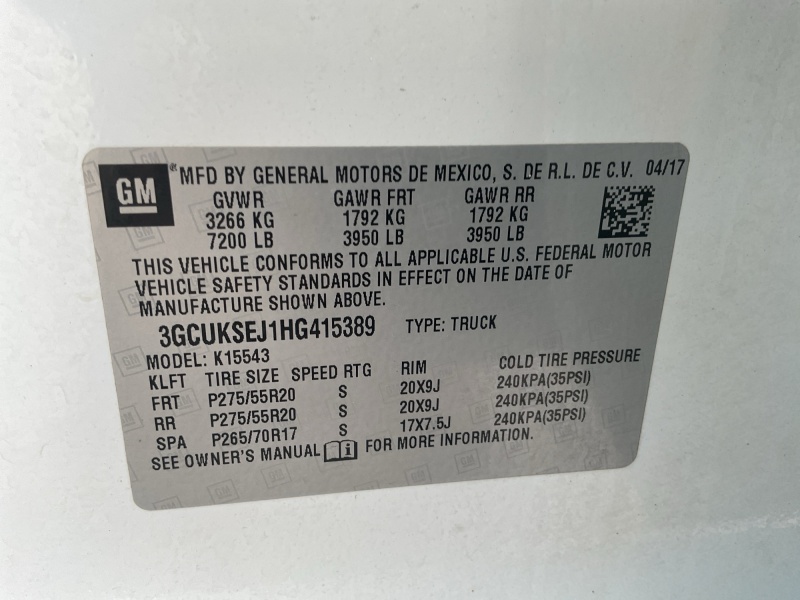 GM ® MFD BY GENERAL MOTORS DE MEXICO, S. DE R.L. DE C.V. 04/17
GVWR GAWR FRT GAWR RR
3266 KG 1792 KG 1792 KG
7200 LB 3950 LB 3950 LB
THIS VEHICLE CONFORMS TO ALL APPLICABLE U.S. FEDERAL MOTOR
VEHICLE SAFETY STANDARDS IN EFFECT ON THE DATE OF
MANUFACTURE SHOWN ABOVE.
3GCUKSEJ1HG415389 TYPE: TRUCK
MODEL: K15543
KLFT TIRE SIZE SPEED RTG RIM COLD TIRE PRESSURE
FRT P275/55R20 S 20X9J 240KPA(35PSI)
RR P275/55R20 S 20X9J 240KPA(35PSI)
SPA P265/70R17 S 17X7.5J 240KPA(35PSI)
SEE OWNER'S MANUAL i FOR MORE INFORMATION.